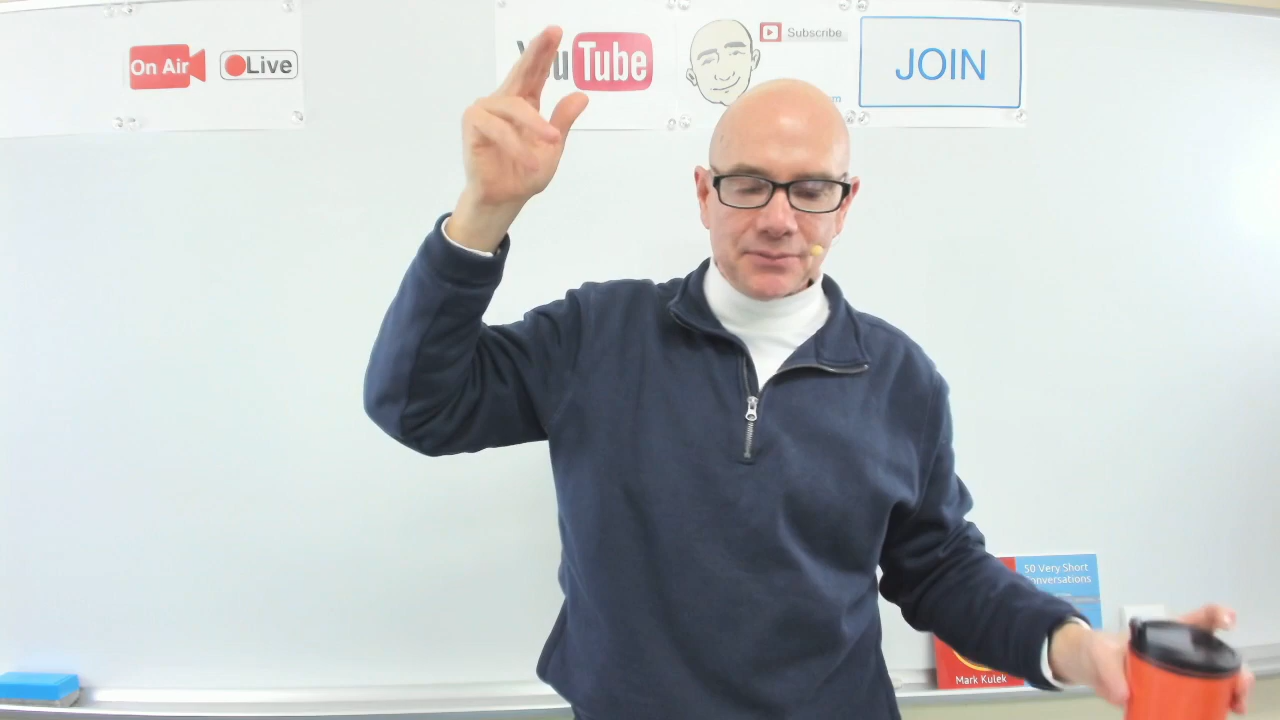 On Air
Live
YouTube
Subscribe
JOIN
50 Very Short
Conversations
Mark Kulek